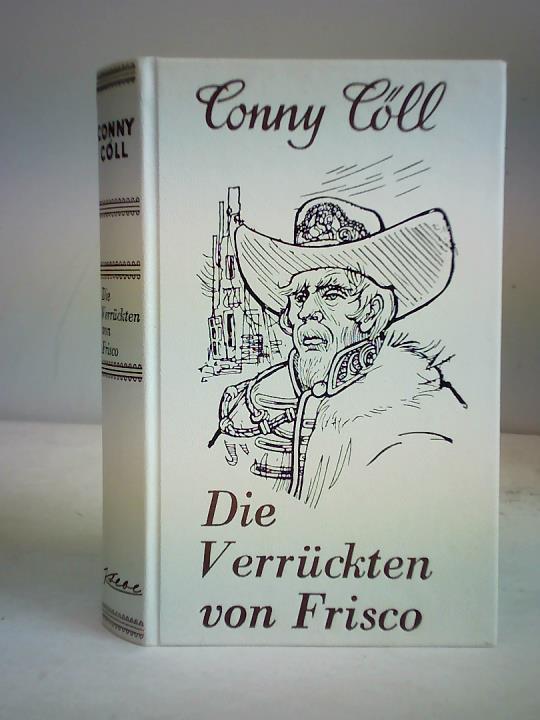 CONNY
CÖLL
Die
Verrückten
von
Frisco
Conny Cöll
Die
Verrückten
von Frisco